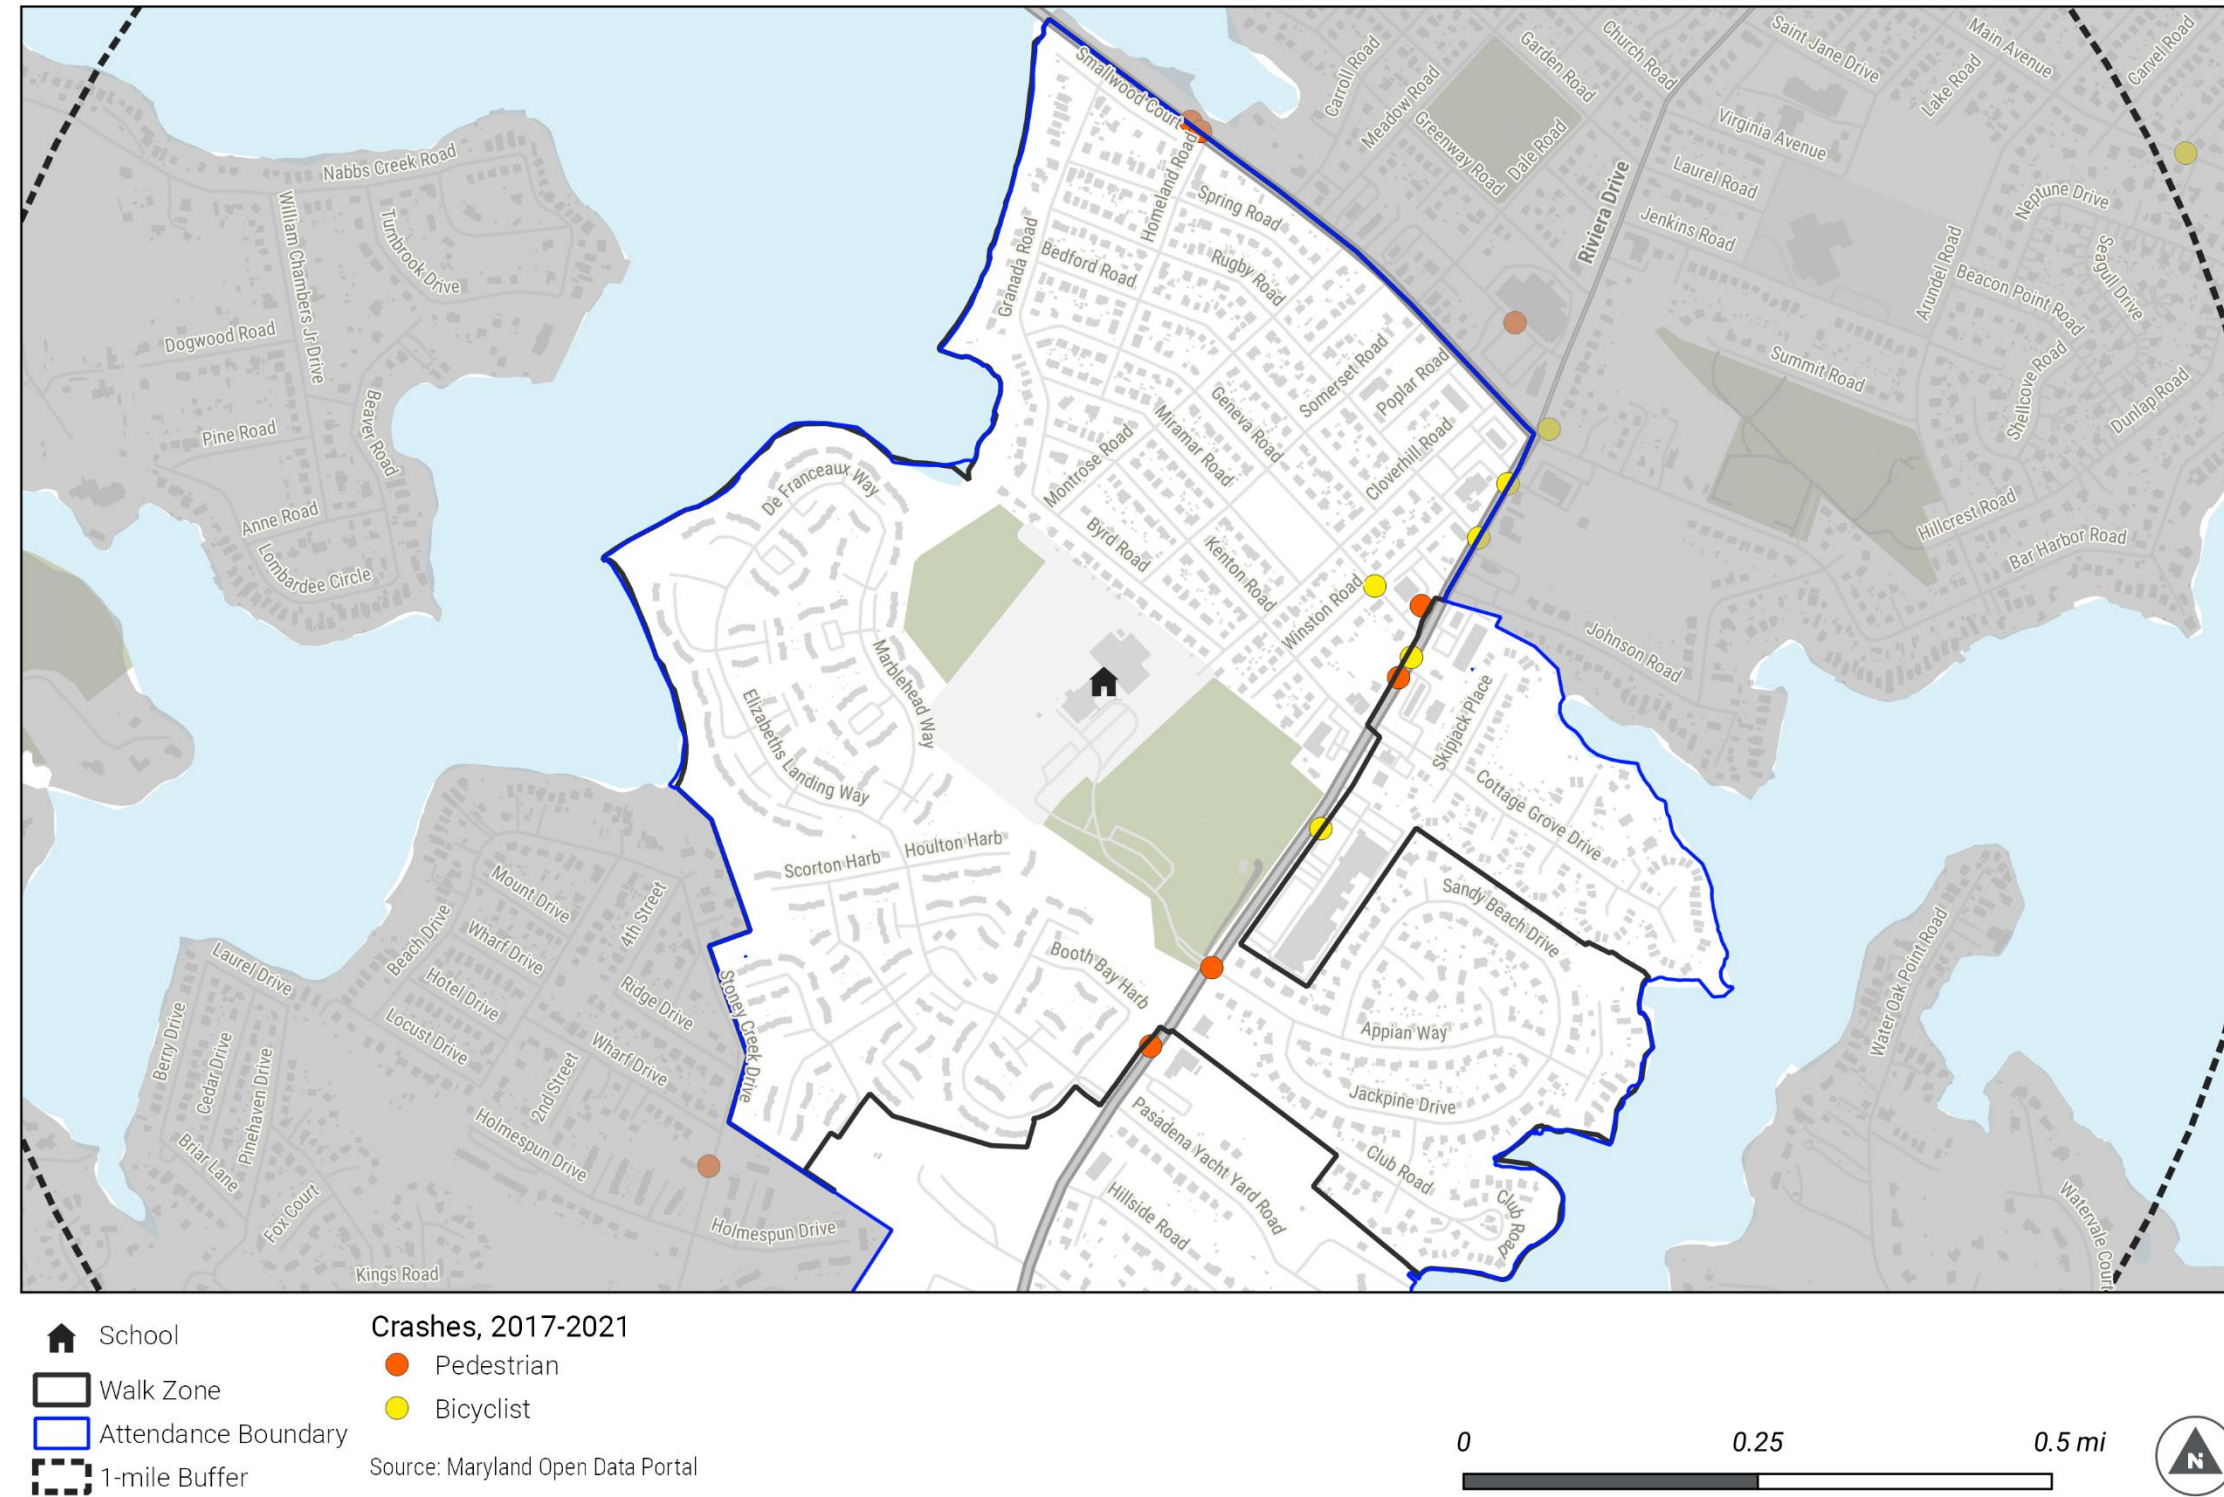 Smallwood Court
Carroll Road
Meadow Road
Garden Road
Church Road
Saint Jane Drive
Main Avenue
Lake Road
Carvel Road
Greenway Road
Dale Road
Virginia Avenue
Laurel Road
Jenkins Road
Riviera Drive
Neptune Drive
Seagull Drive
Arundel Road
Beacon Point Road
Nabbs Creek Road
William Chambers Jr Drive
Turnbrook Drive
Homeland Road
Spring Road
Granada Road
Bedford Road
Rugby Road
Dogwood Road
Summit Road
Shellcove Road
Dunlap Road
Somerset Road
Poplar Road
Geneva Road
Miramar Road
Montrose Road
Cloverhill Road
Pine Road
Beaver Road
De Franceaux Way
Anne Road
Lombardee Circle
Byrd Road
Kenton Road
Winston Road
Hillcrest Road
Bar Harbor Road
Johnson Road
Marblehead Way
Elizabeths Landing Way
Skipjack Place
Cottage Grove Drive
Scorton Harb
Houlton Harb
Sandy Beach Drive
Mount Drive
4th Street
Beach Drive
Wharf Drive
Laurel Drive
Hotel Drive
Ridge Drive
Stoney Creek Drive
Booth Bay Harb
Water Oak Point Road
Berry Drive
Cedar Drive
Pinehaven Drive
Locust Drive
Wharf Drive
2nd Street
Appian Way
Jackpine Drive
Holmespun Drive
Briar Lane
Pasadena Yacht Yard Road
Club Road
Club Road
Hillside Road
Fox Court
Holmespun Drive
Kings Road
Watervale Court
School
Walk Zone
Attendance Boundary
1-mile Buffer
Crashes, 2017-2021
Pedestrian
Bicyclist
Source: Maryland Open Data Portal
0 0.25 0.5 mi
N